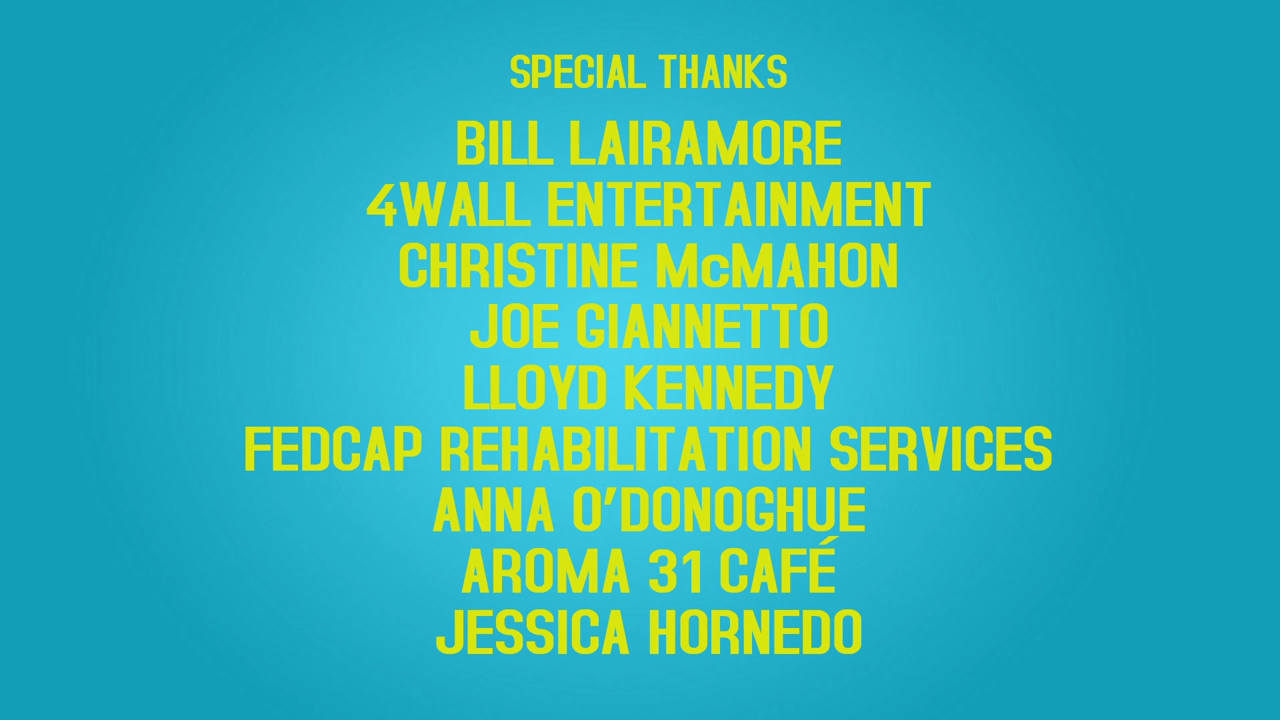 SPECIAL THANKS
BILL LAIRAMORE
4WALL ENTERTAINMENT
CHRISTINE McMAHON
JOE GIANNETTO
LLOYD KENNEDY
FEDCAP REHABILITATION SERVICES
ANNA O'DONOGHUE
AROMA 31 CAFÉ
JESSICA HORNEDO